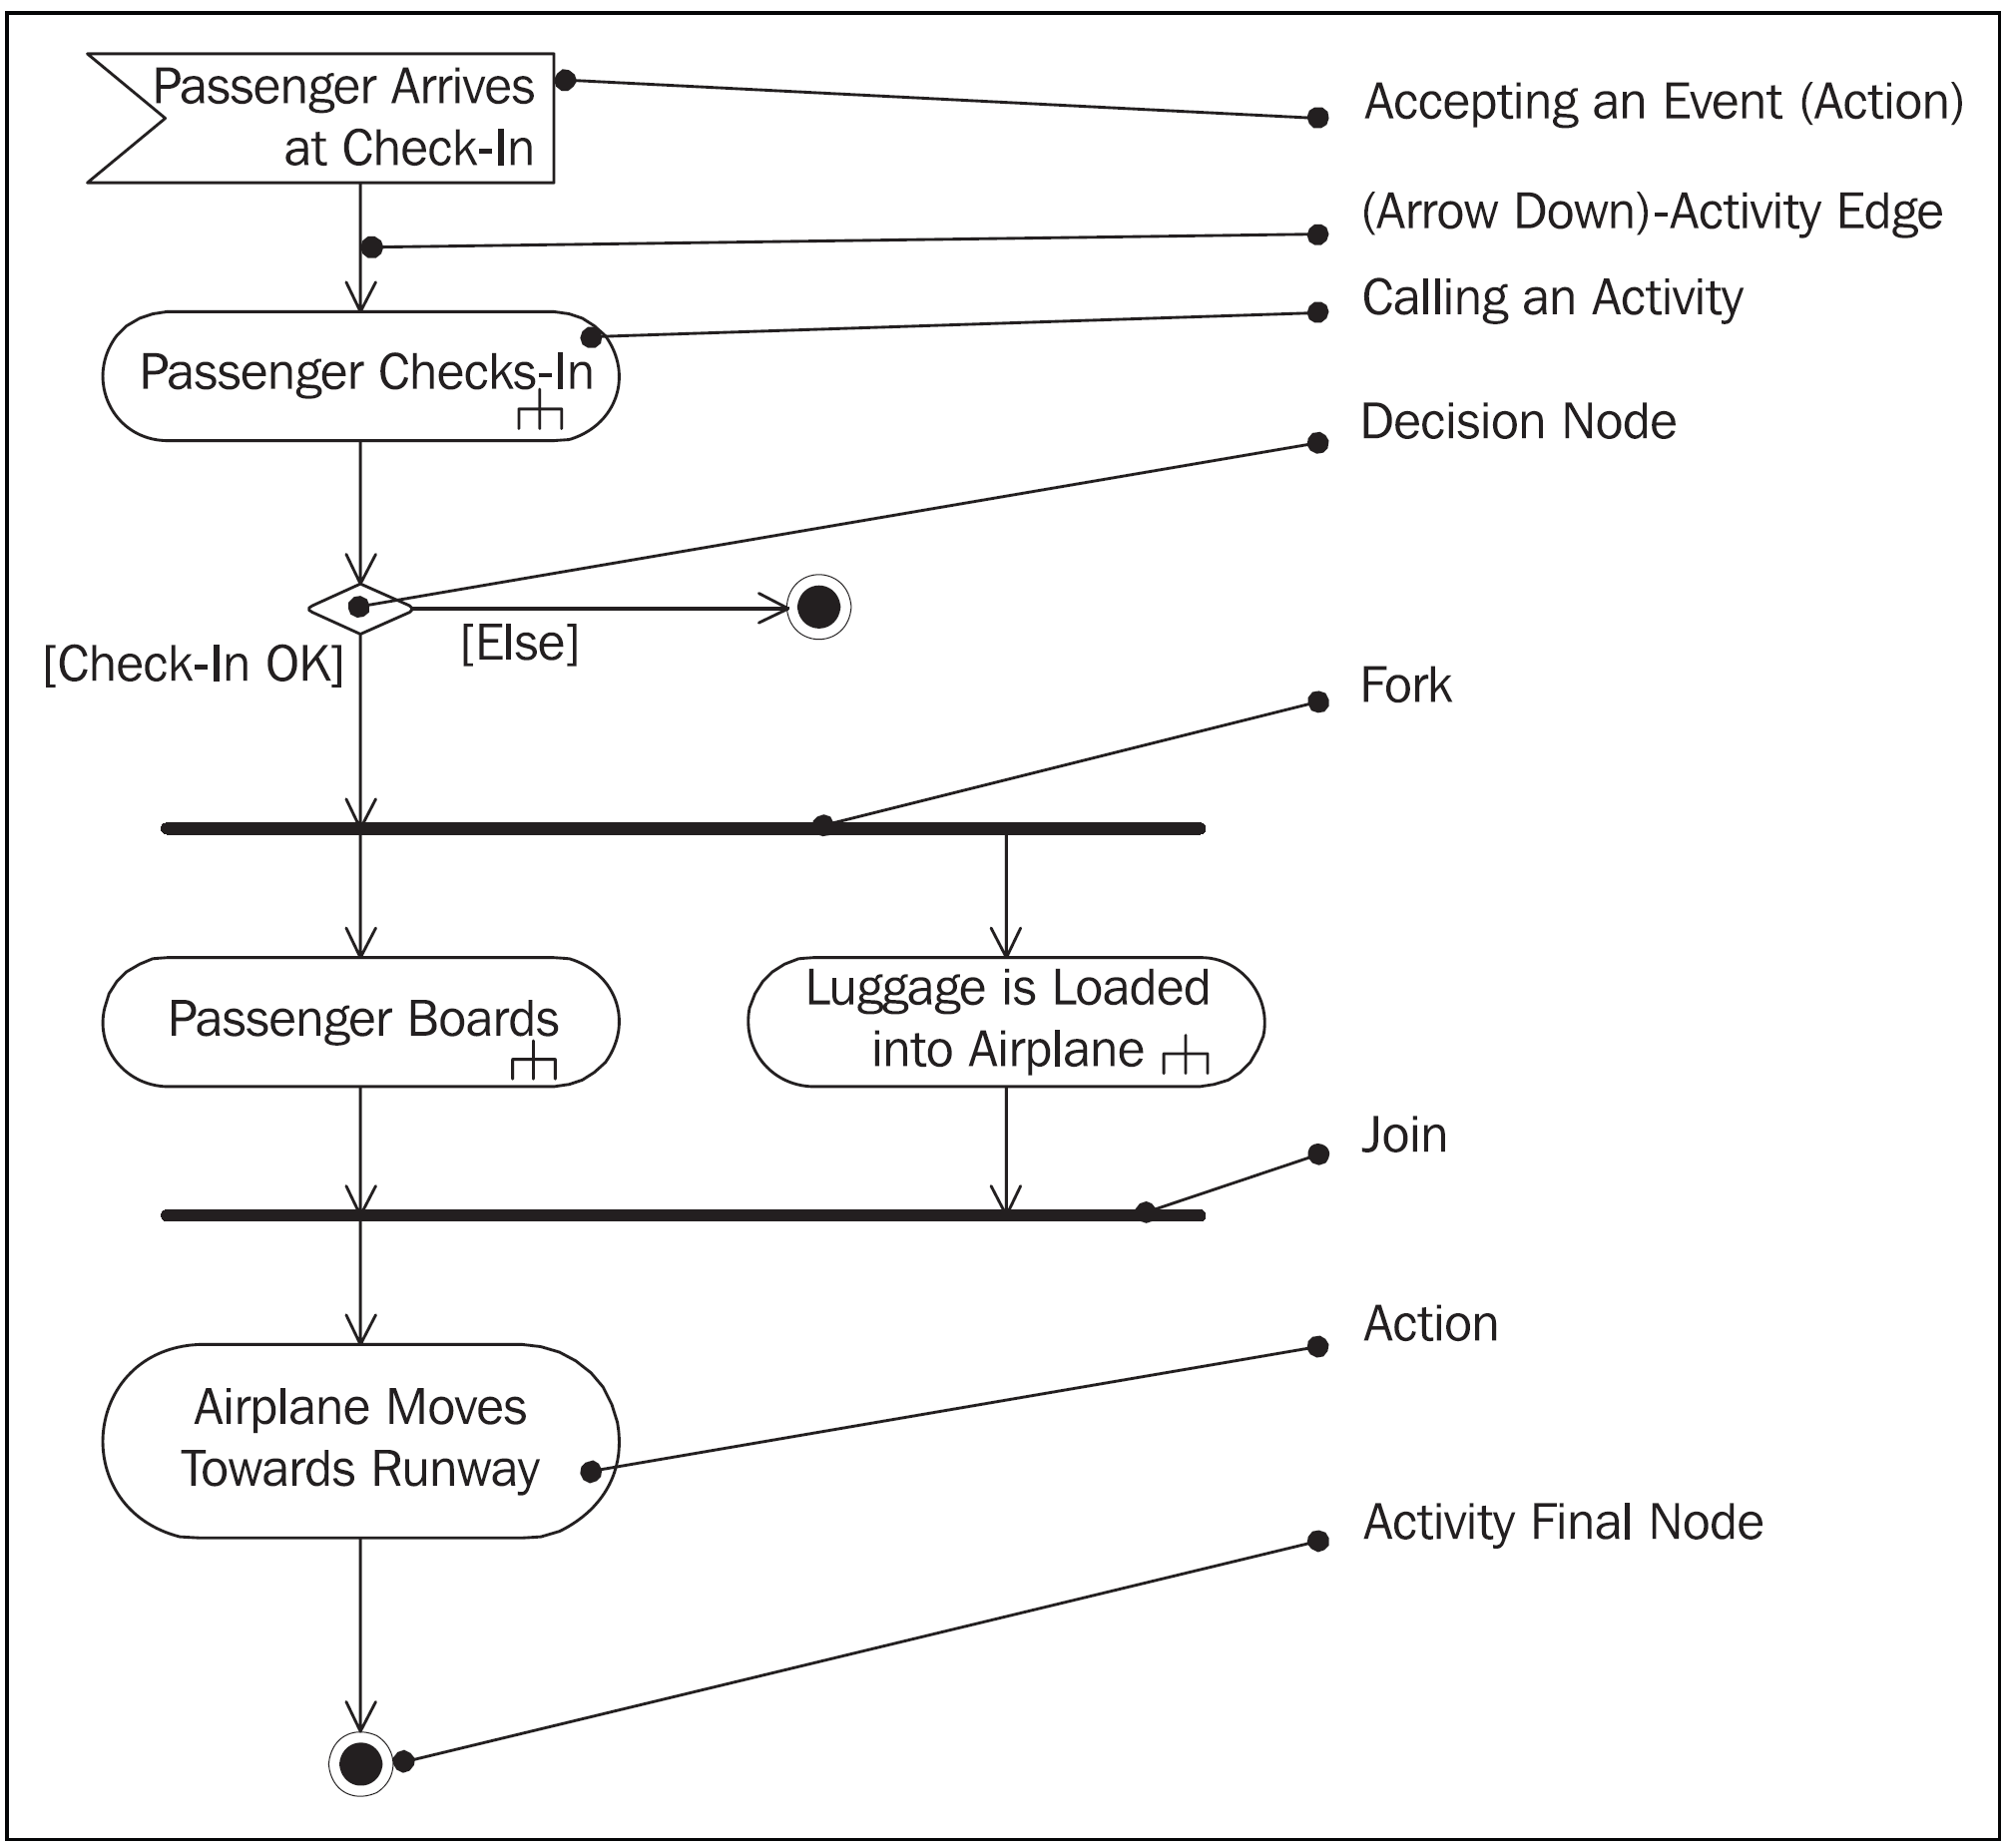 Passenger Arrives
at Check-In
Accepting an Event (Action)
(Arrow Down)-Activity Edge
Calling an Activity
Passenger Checks-In
Decision Node
[Else]
[Check-In OK]
Fork
Passenger Boards
Luggage is Loaded
into Airplane
Join
Action
Airplane Moves
Towards Runway
Activity Final Node